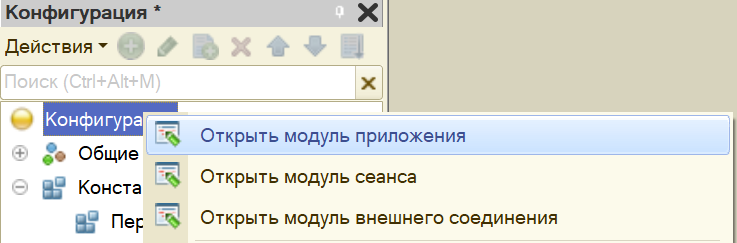 Конфигурация *
Действия
Поиск (Ctrl+Alt+M)
Конфигура
Открыть модуль приложения
Общие
Открыть модуль сеанса
Конста
Пер
Открыть модуль внешнего соединения